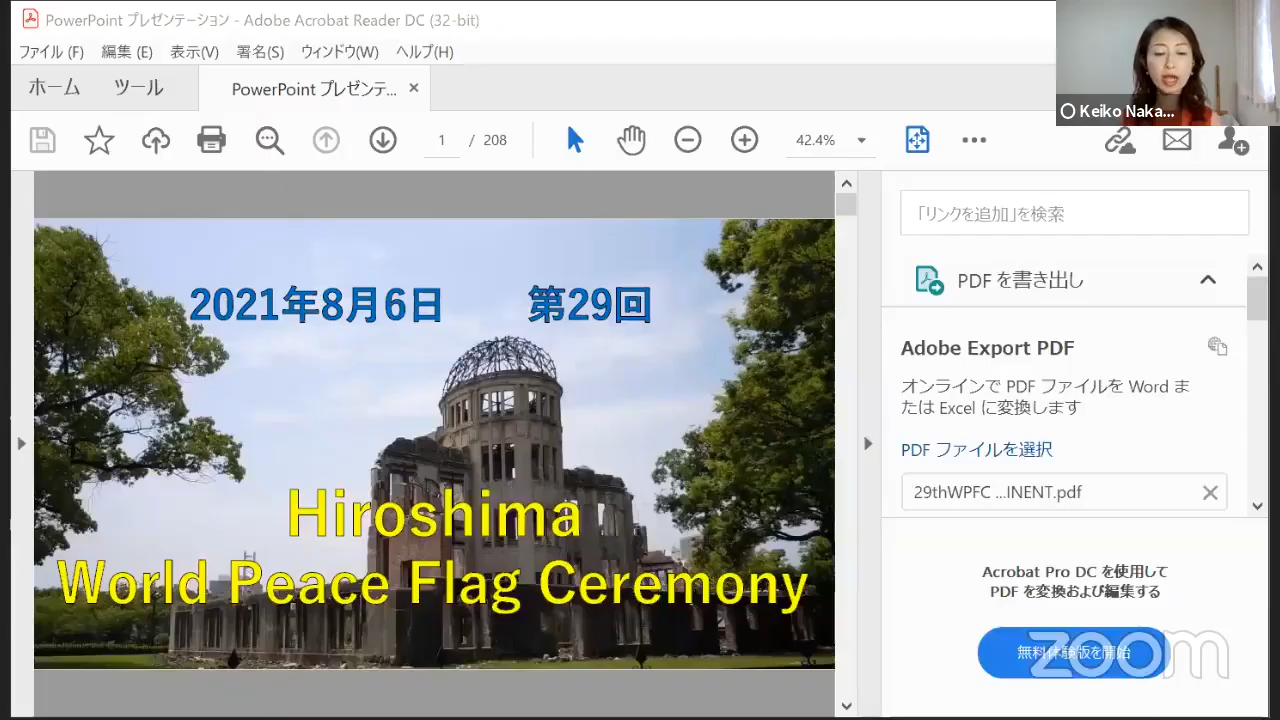 PowerPoint プレゼンテーション - Adobe Acrobat Reader DC (32-bit)
ファイル (F) 編集 (E) 表示(V) 署名(S) ウィンドウ(W) ヘルプ(H)
ホーム ツール PowerPoint プレゼンテ... ×
Keiko Naka...
1 / 208 42.4%
「リンクを追加」を検索
PDF を書き出し
2021年8月6日 第29回
Adobe Export PDF
オンラインで PDF ファイルを Word ま
たは Excel に変換します
PDF ファイルを選択
29thWPFC ...INENT.pdf
Hiroshima
World Peace Flag Ceremony
Acrobat Pro DC を使用して
PDF を変換および編集する
無料体験版を開始
zoom